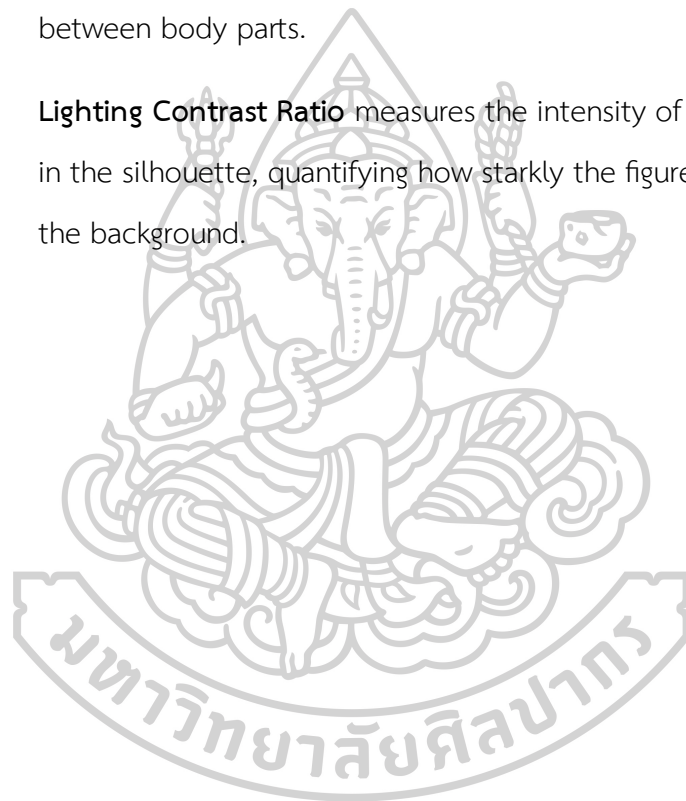 between body parts.
Lighting Contrast Ratio measures the intensity of
in the silhouette, quantifying how starkly the figure
the background.
มหาวิทยาลัยศิลปากร